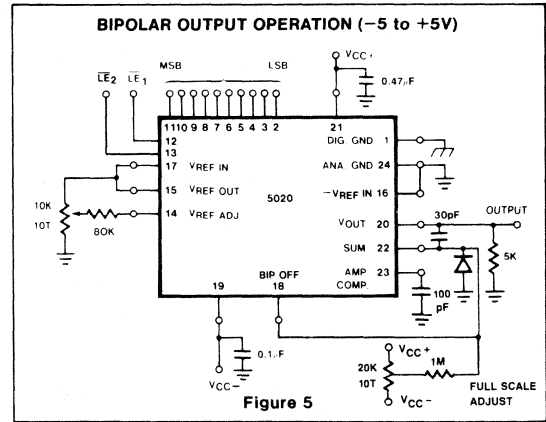 BIPOLAR OUTPUT OPERATION (−5 to +5V)
VCC+
MSB LSB
LE2 LE1
0.47µF
11 10 9 8 7 6 5 4 3 2 21
12 DIG. GND 1
13
17 VREF IN ANA. GND 24
15 VREF OUT 5020 −VREF IN 16
10K
10T
80K
14 VREF ADJ
VOUT 20 30pF OUTPUT
SUM 22
5K
BIP OFF AMP COMP. 23
19 18
100 pF
0.1µF
VCC−
VCC+
20K
10T
1M
VCC−
FULL SCALE
ADJUST
Figure 5